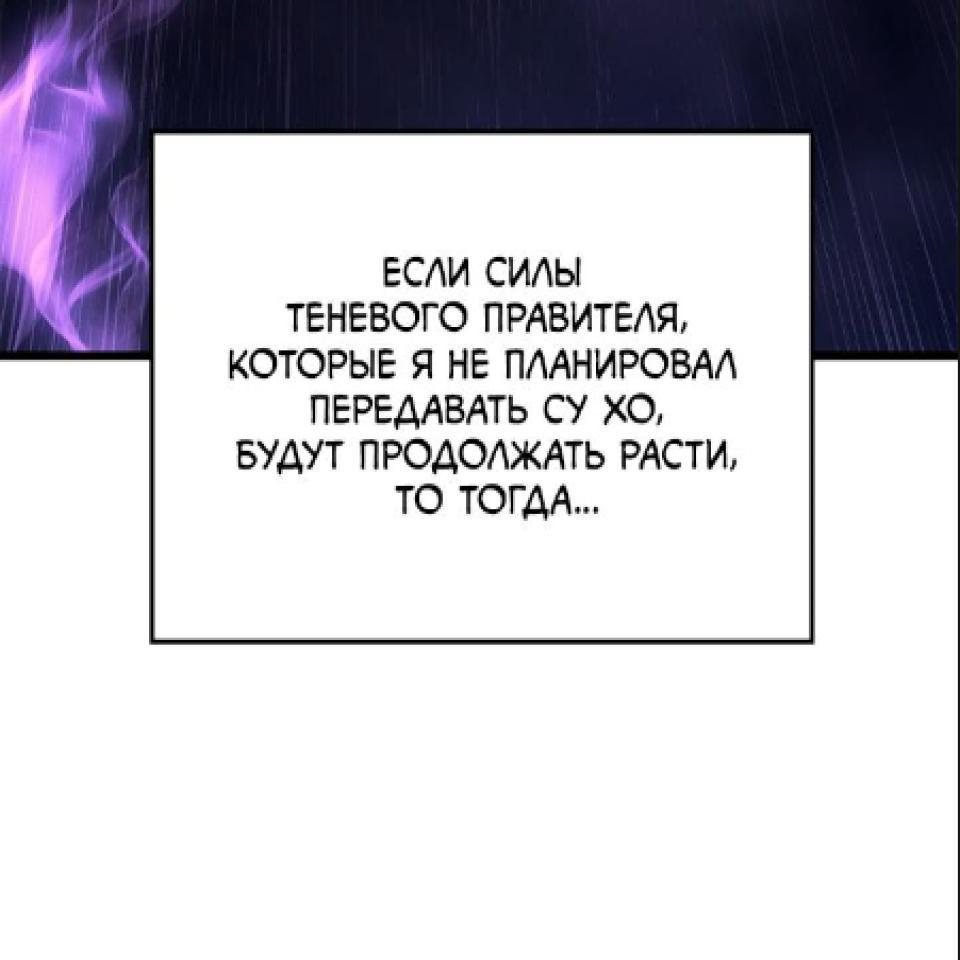 ЕСЛИ СИЛЫ
ТЕНЕВОГО ПРАВИТЕЛЯ,
КОТОРЫЕ Я НЕ ПЛАНИРОВАЛ
ПЕРЕДАВАТЬ СУ ХО,
БУДУТ ПРОДОЛЖАТЬ РАСТИ,
ТО ТОГДА...